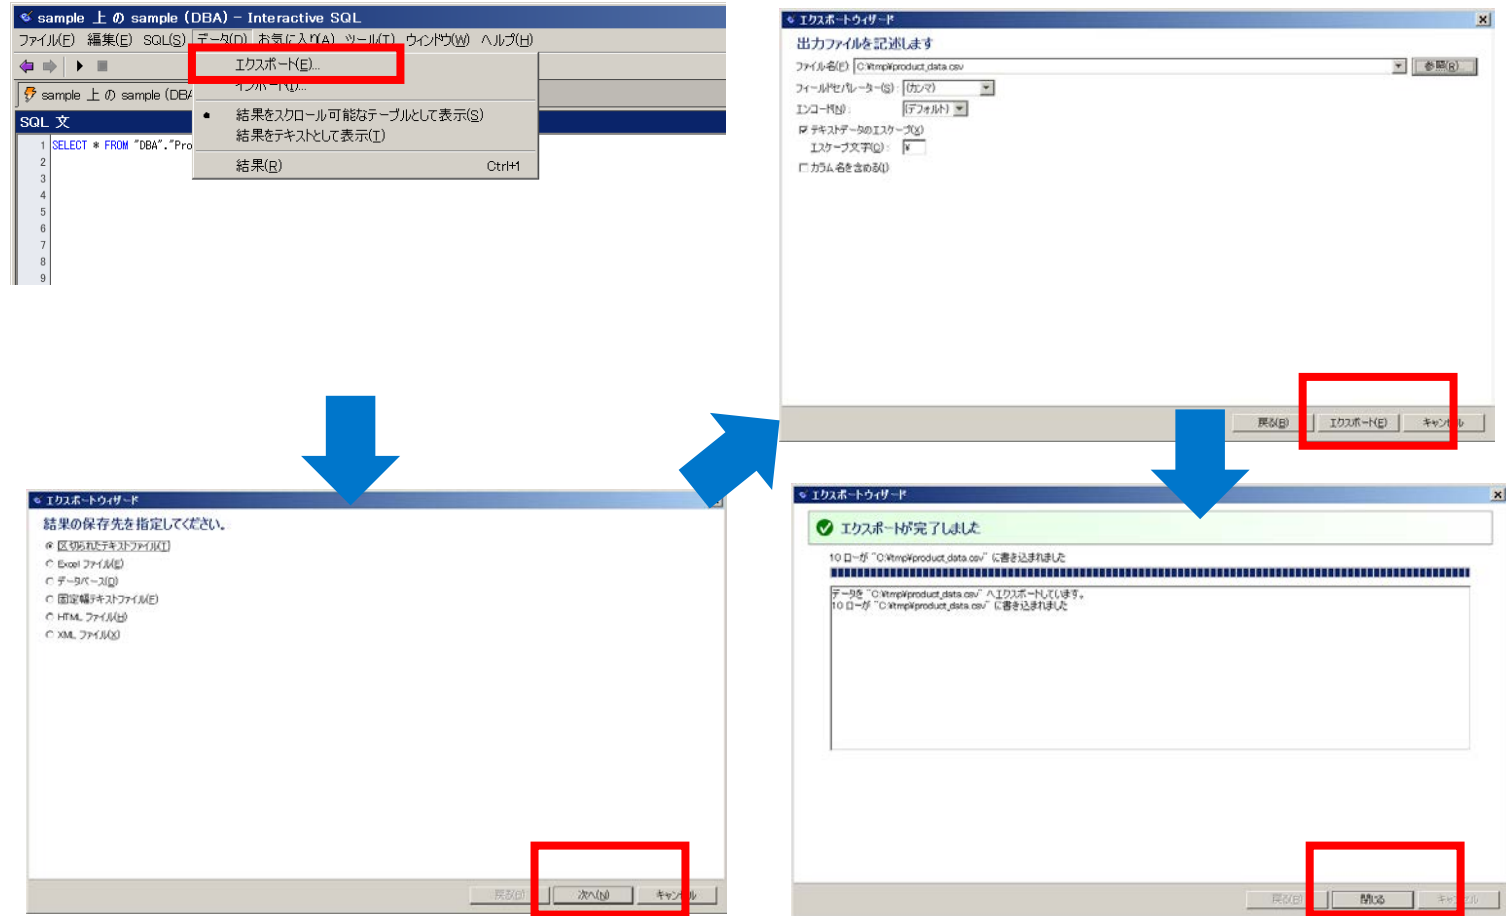 sample 上 の sample (DBA) - Interactive SQL
ファイル(F) 編集(E) SQL(S) データ(D) お気に入り(A) ツール(T) ウィンドウ(W) ヘルプ(H)
エクスポート(E)...
インポート(I)...
結果をスクロール可能なテーブルとして表示(S)
結果をテキストとして表示(T)
結果(R) Ctrl+1
sample 上 の sample (DBA
SQL 文
1 SELECT * FROM "DBA"."Pro
2
3
4
5
6
7
8
9
エクスポートウィザード
結果の保存先を指定してください。
区切られたテキストファイル(T)
Excel ファイル(E)
データベース(D)
固定幅テキストファイル(F)
HTML ファイル(H)
XML ファイル(X)
戻る(B) 次へ(N) キャンセル
エクスポートウィザード
出力ファイルを記述します
ファイル名(F): C:¥tmp¥product_data.csv 参照(R)...
フィールドセパレーター(S): (カンマ)
エンコード(N): (デフォルト)
テキストデータのエスケープ(X)
エスケープ文字(Q): ¥
カラム名を含める(I)
戻る(B) エクスポート(E) キャンセル
エクスポートウィザード
エクスポートが完了しました
10 ローが "C:¥tmp¥product_data.csv" に書き込まれました
データを "C:¥tmp¥product_data.csv" へエクスポートしています。
10 ローが "C:¥tmp¥product_data.csv" に書き込まれました
戻る(B) 閉じる キャンセル